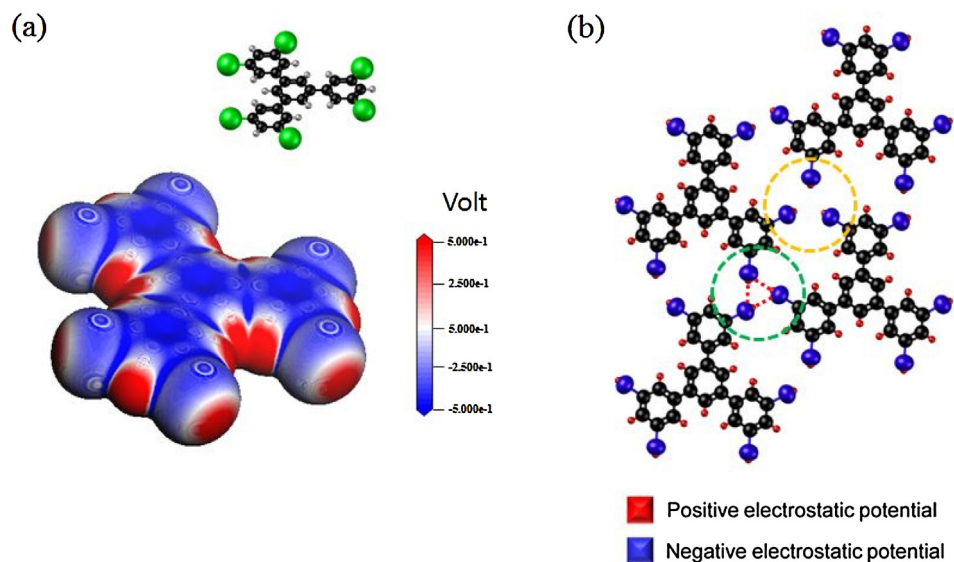 (a)
(b)
Volt
5.000e-1
2.500e-1
5.000e-1
-2.500e-1
-5.000e-1
Positive electrostatic potential
Negative electrostatic potential